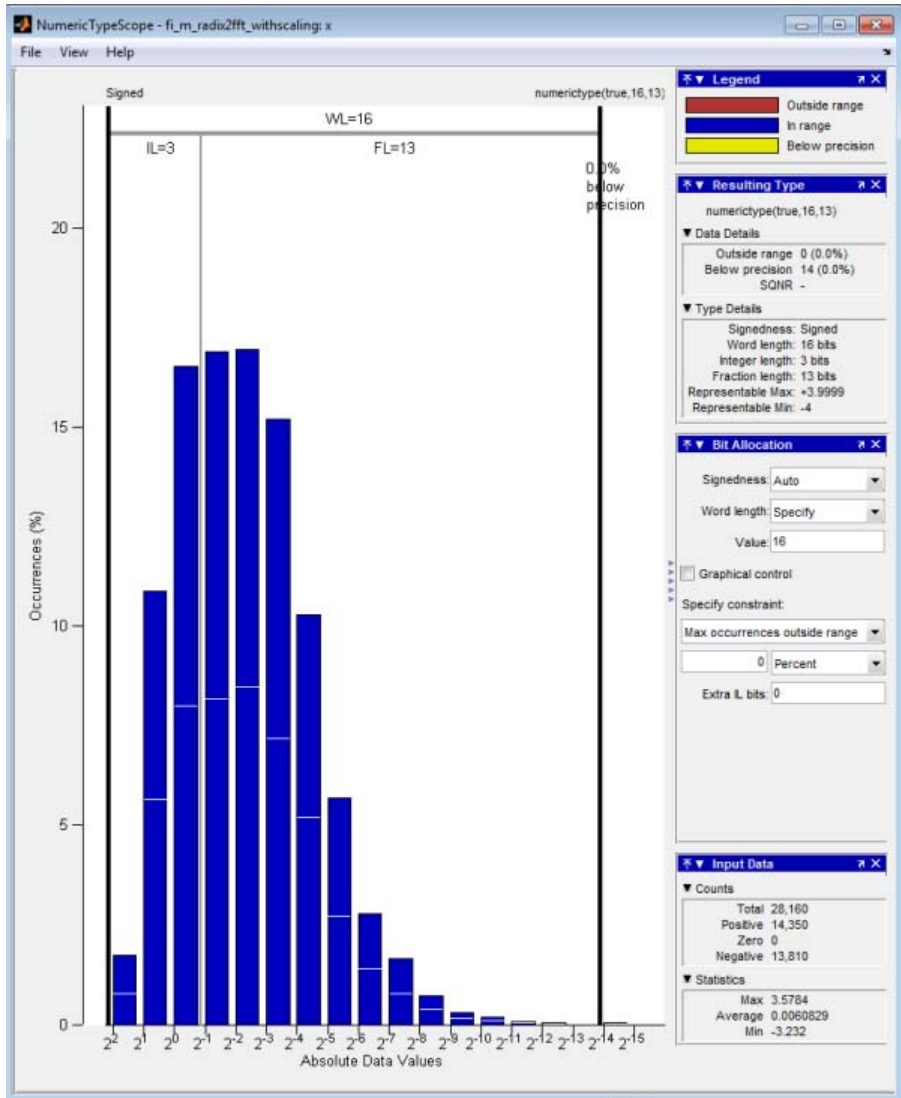 NumericTypeScope - fi_m_radix2fft_withscaling: x
File View Help
Signed numerictype(true,16,13)
WL=16
IL=3 FL=13
0.0%
below
precision
20
15
10
5
0
Occurrences (%)
2^2 2^1 2^0 2^-1 2^-2 2^-3 2^-4 2^-5 2^-6 2^-7 2^-8 2^-9 2^-10 2^-11 2^-12 2^-13 2^-14 2^-15
Absolute Data Values
Legend
Outside range
In range
Below precision
Resulting Type
numerictype(true,16,13)
Data Details
Outside range 0 (0.0%)
Below precision 14 (0.0%)
SQNR -
Type Details
Signedness: Signed
Word length: 16 bits
Integer length: 3 bits
Fraction length: 13 bits
Representable Max: +3.9999
Representable Min: -4
Bit Allocation
Signedness: Auto
Word length: Specify
Value: 16
Graphical control
Specify constraint:
Max occurrences outside range
0 Percent
Extra IL bits: 0
Input Data
Counts
Total 28,160
Positive 14,350
Zero 0
Negative 13,810
Statistics
Max 3.5784
Average 0.0060829
Min -3.232